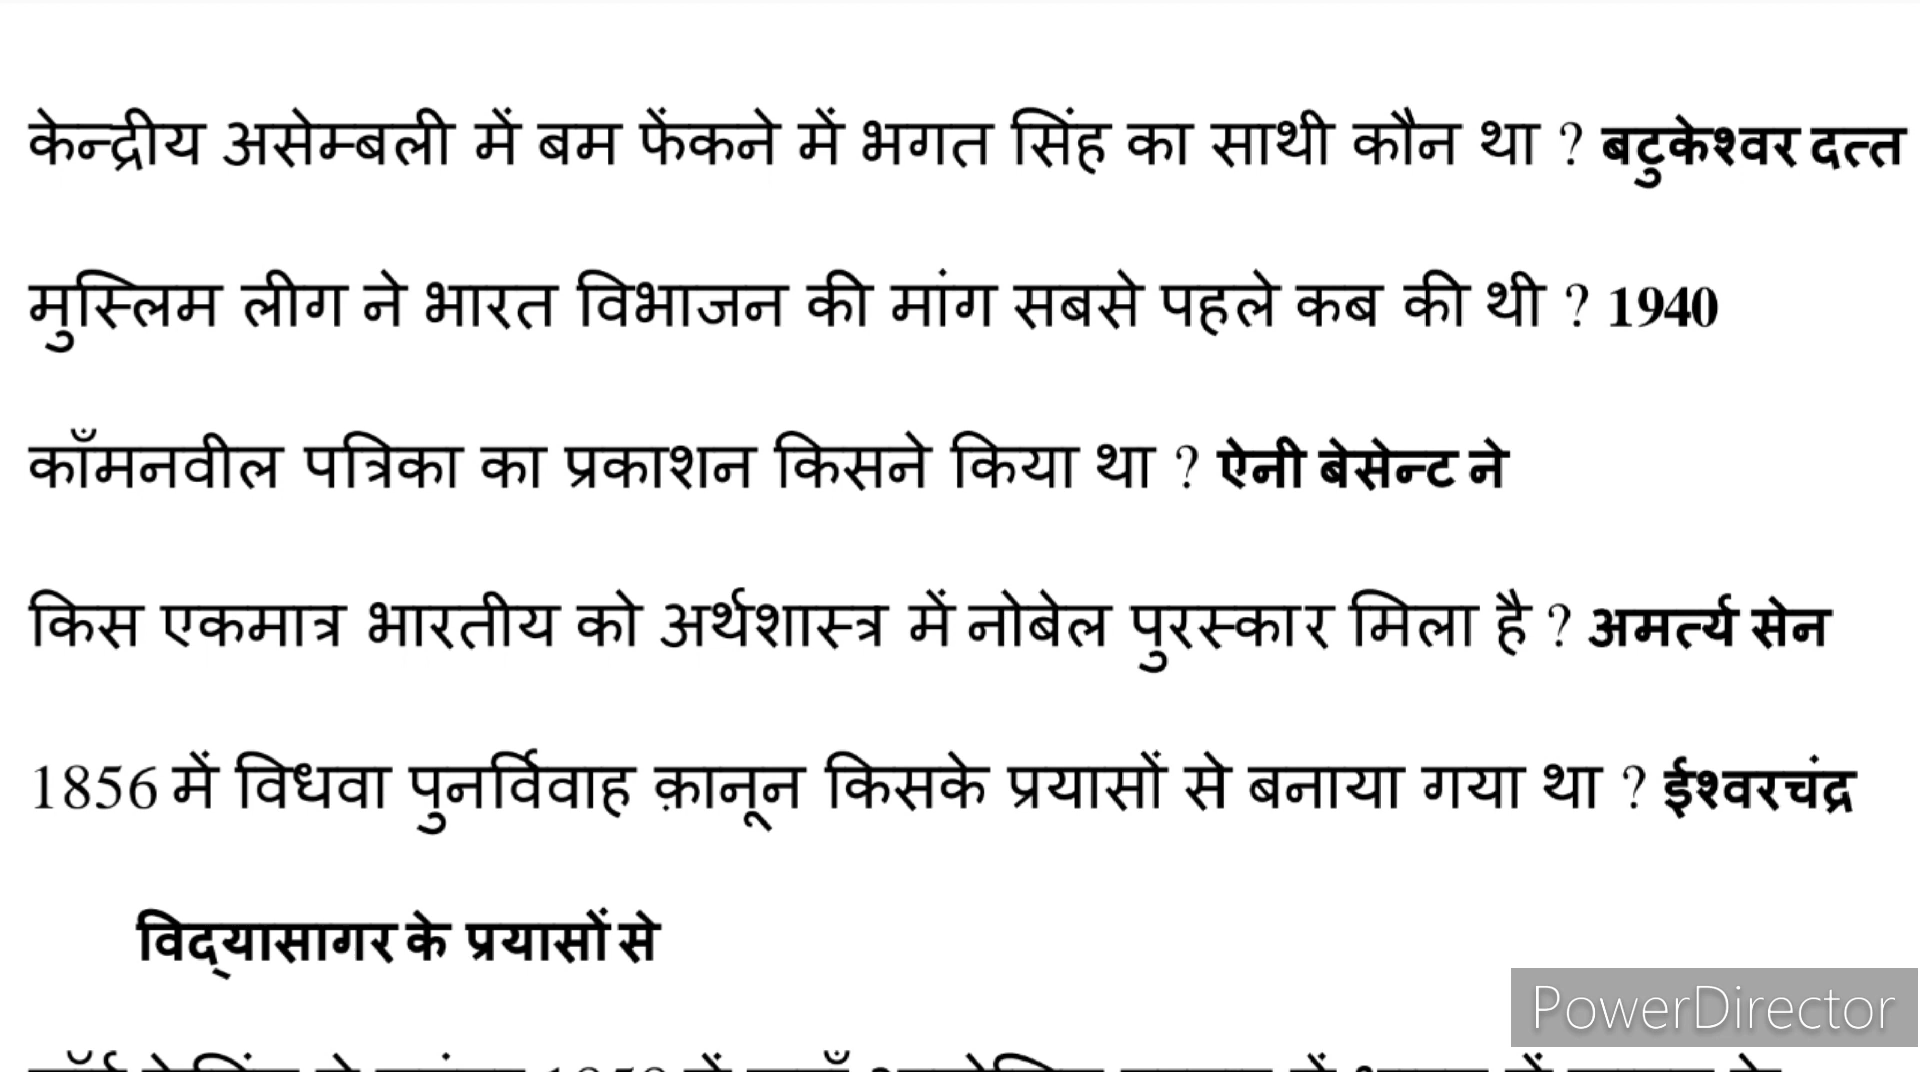 केन्द्रीय असेम्बली में बम फेंकने में भगत सिंह का साथी कौन था ? बटुकेश्वर दत्त
मुस्लिम लीग ने भारत विभाजन की मांग सबसे पहले कब की थी ? 1940
काँमनवील पत्रिका का प्रकाशन किसने किया था ? ऐनी बेसेन्ट ने
किस एकमात्र भारतीय को अर्थशास्त्र में नोबेल पुरस्कार मिला है ? अमर्त्य सेन
1856 में विधवा पुनर्विवाह क़ानून किसके प्रयासों से बनाया गया था ? ईश्वरचंद्र
विद्यासागर के प्रयासों से
PowerDirector